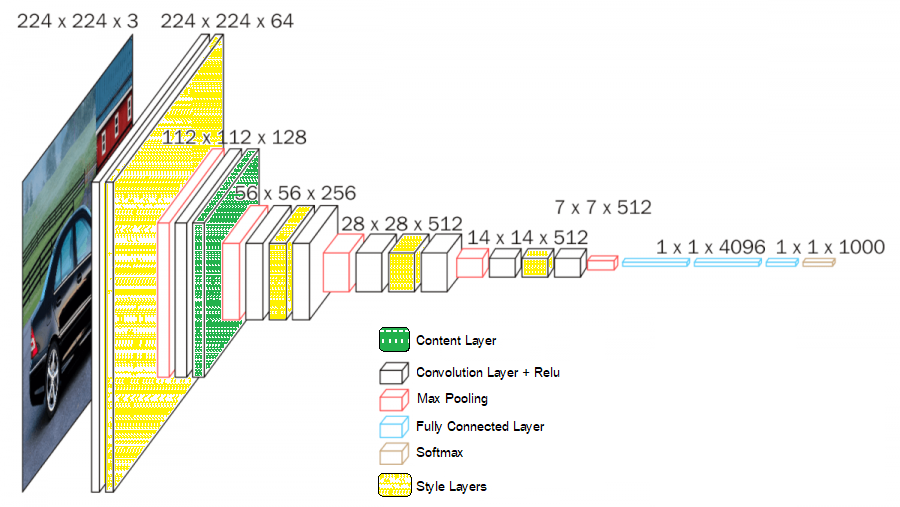 224 x 224 x 3
224 x 224 x 64
112 x 112 x 128
56 x 56 x 256
28 x 28 x 512
14 x 14 x 512
7 x 7 x 512
1 x 1 x 4096
1 x 1 x 1000
Content Layer
Convolution Layer + Relu
Max Pooling
Fully Connected Layer
Softmax
Style Layers